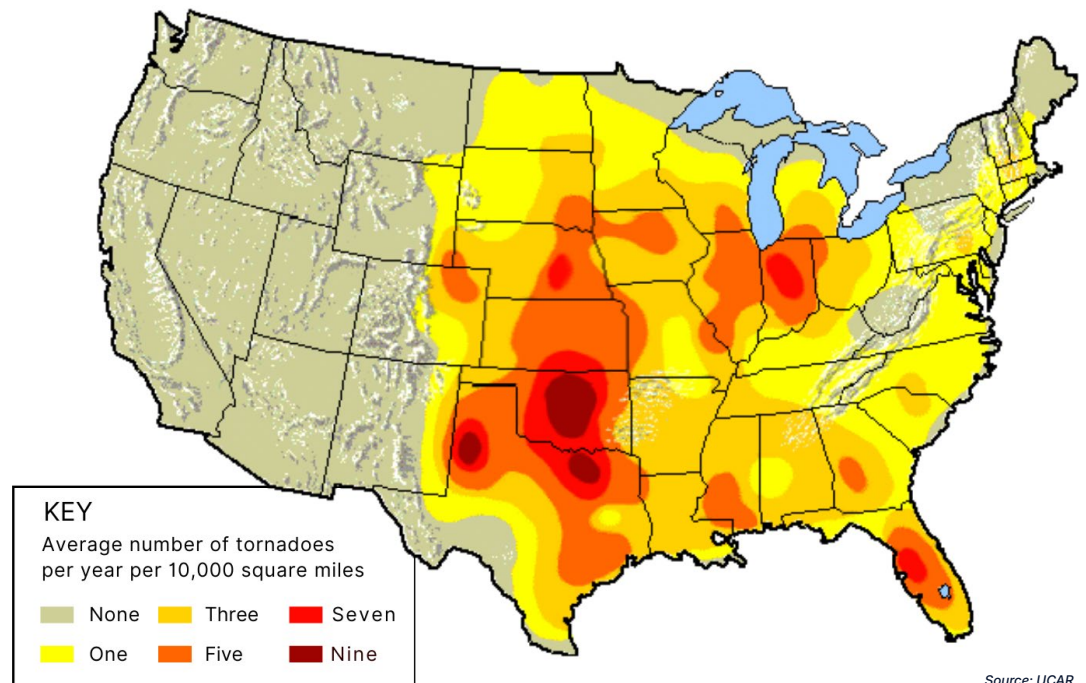 KEY
Average number of tornadoes
per year per 10,000 square miles
None Three Seven
One Five Nine
Source: UCAR